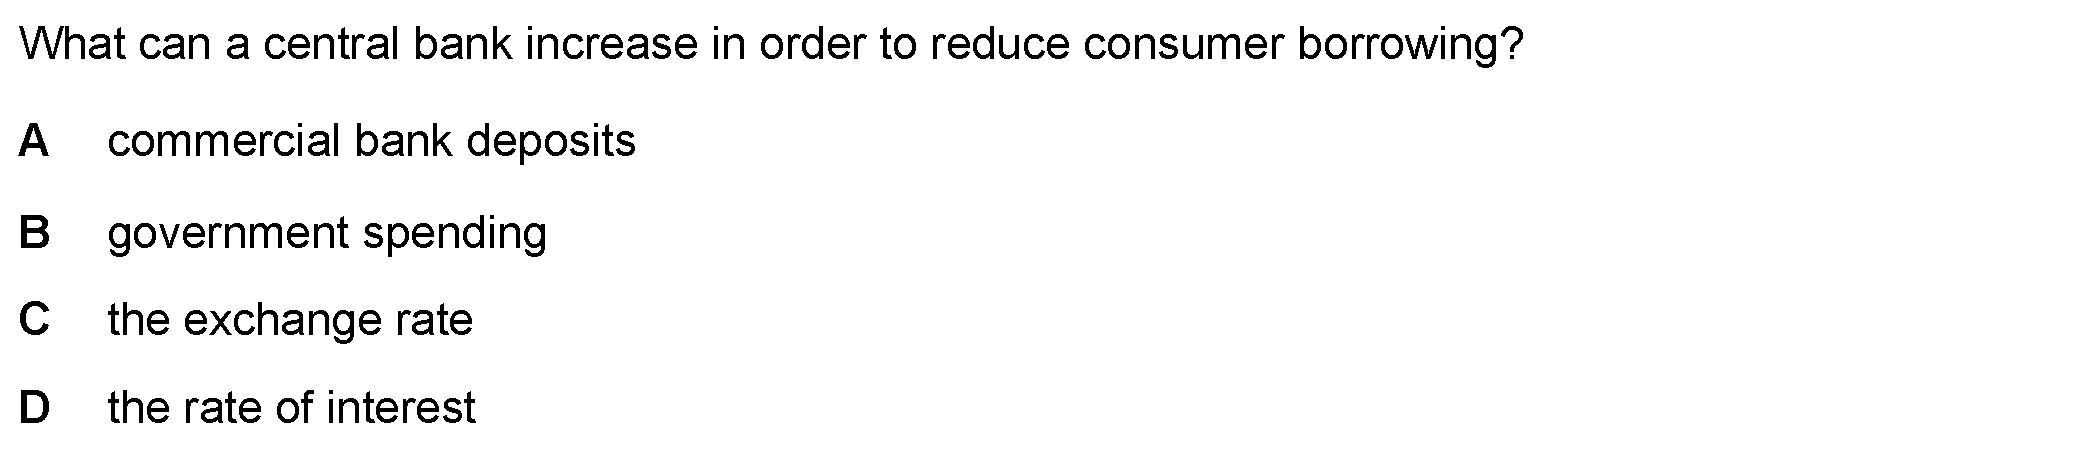 What can a central bank increase in order to reduce consumer borrowing?
A commercial bank deposits
B government spending
C the exchange rate
D the rate of interest